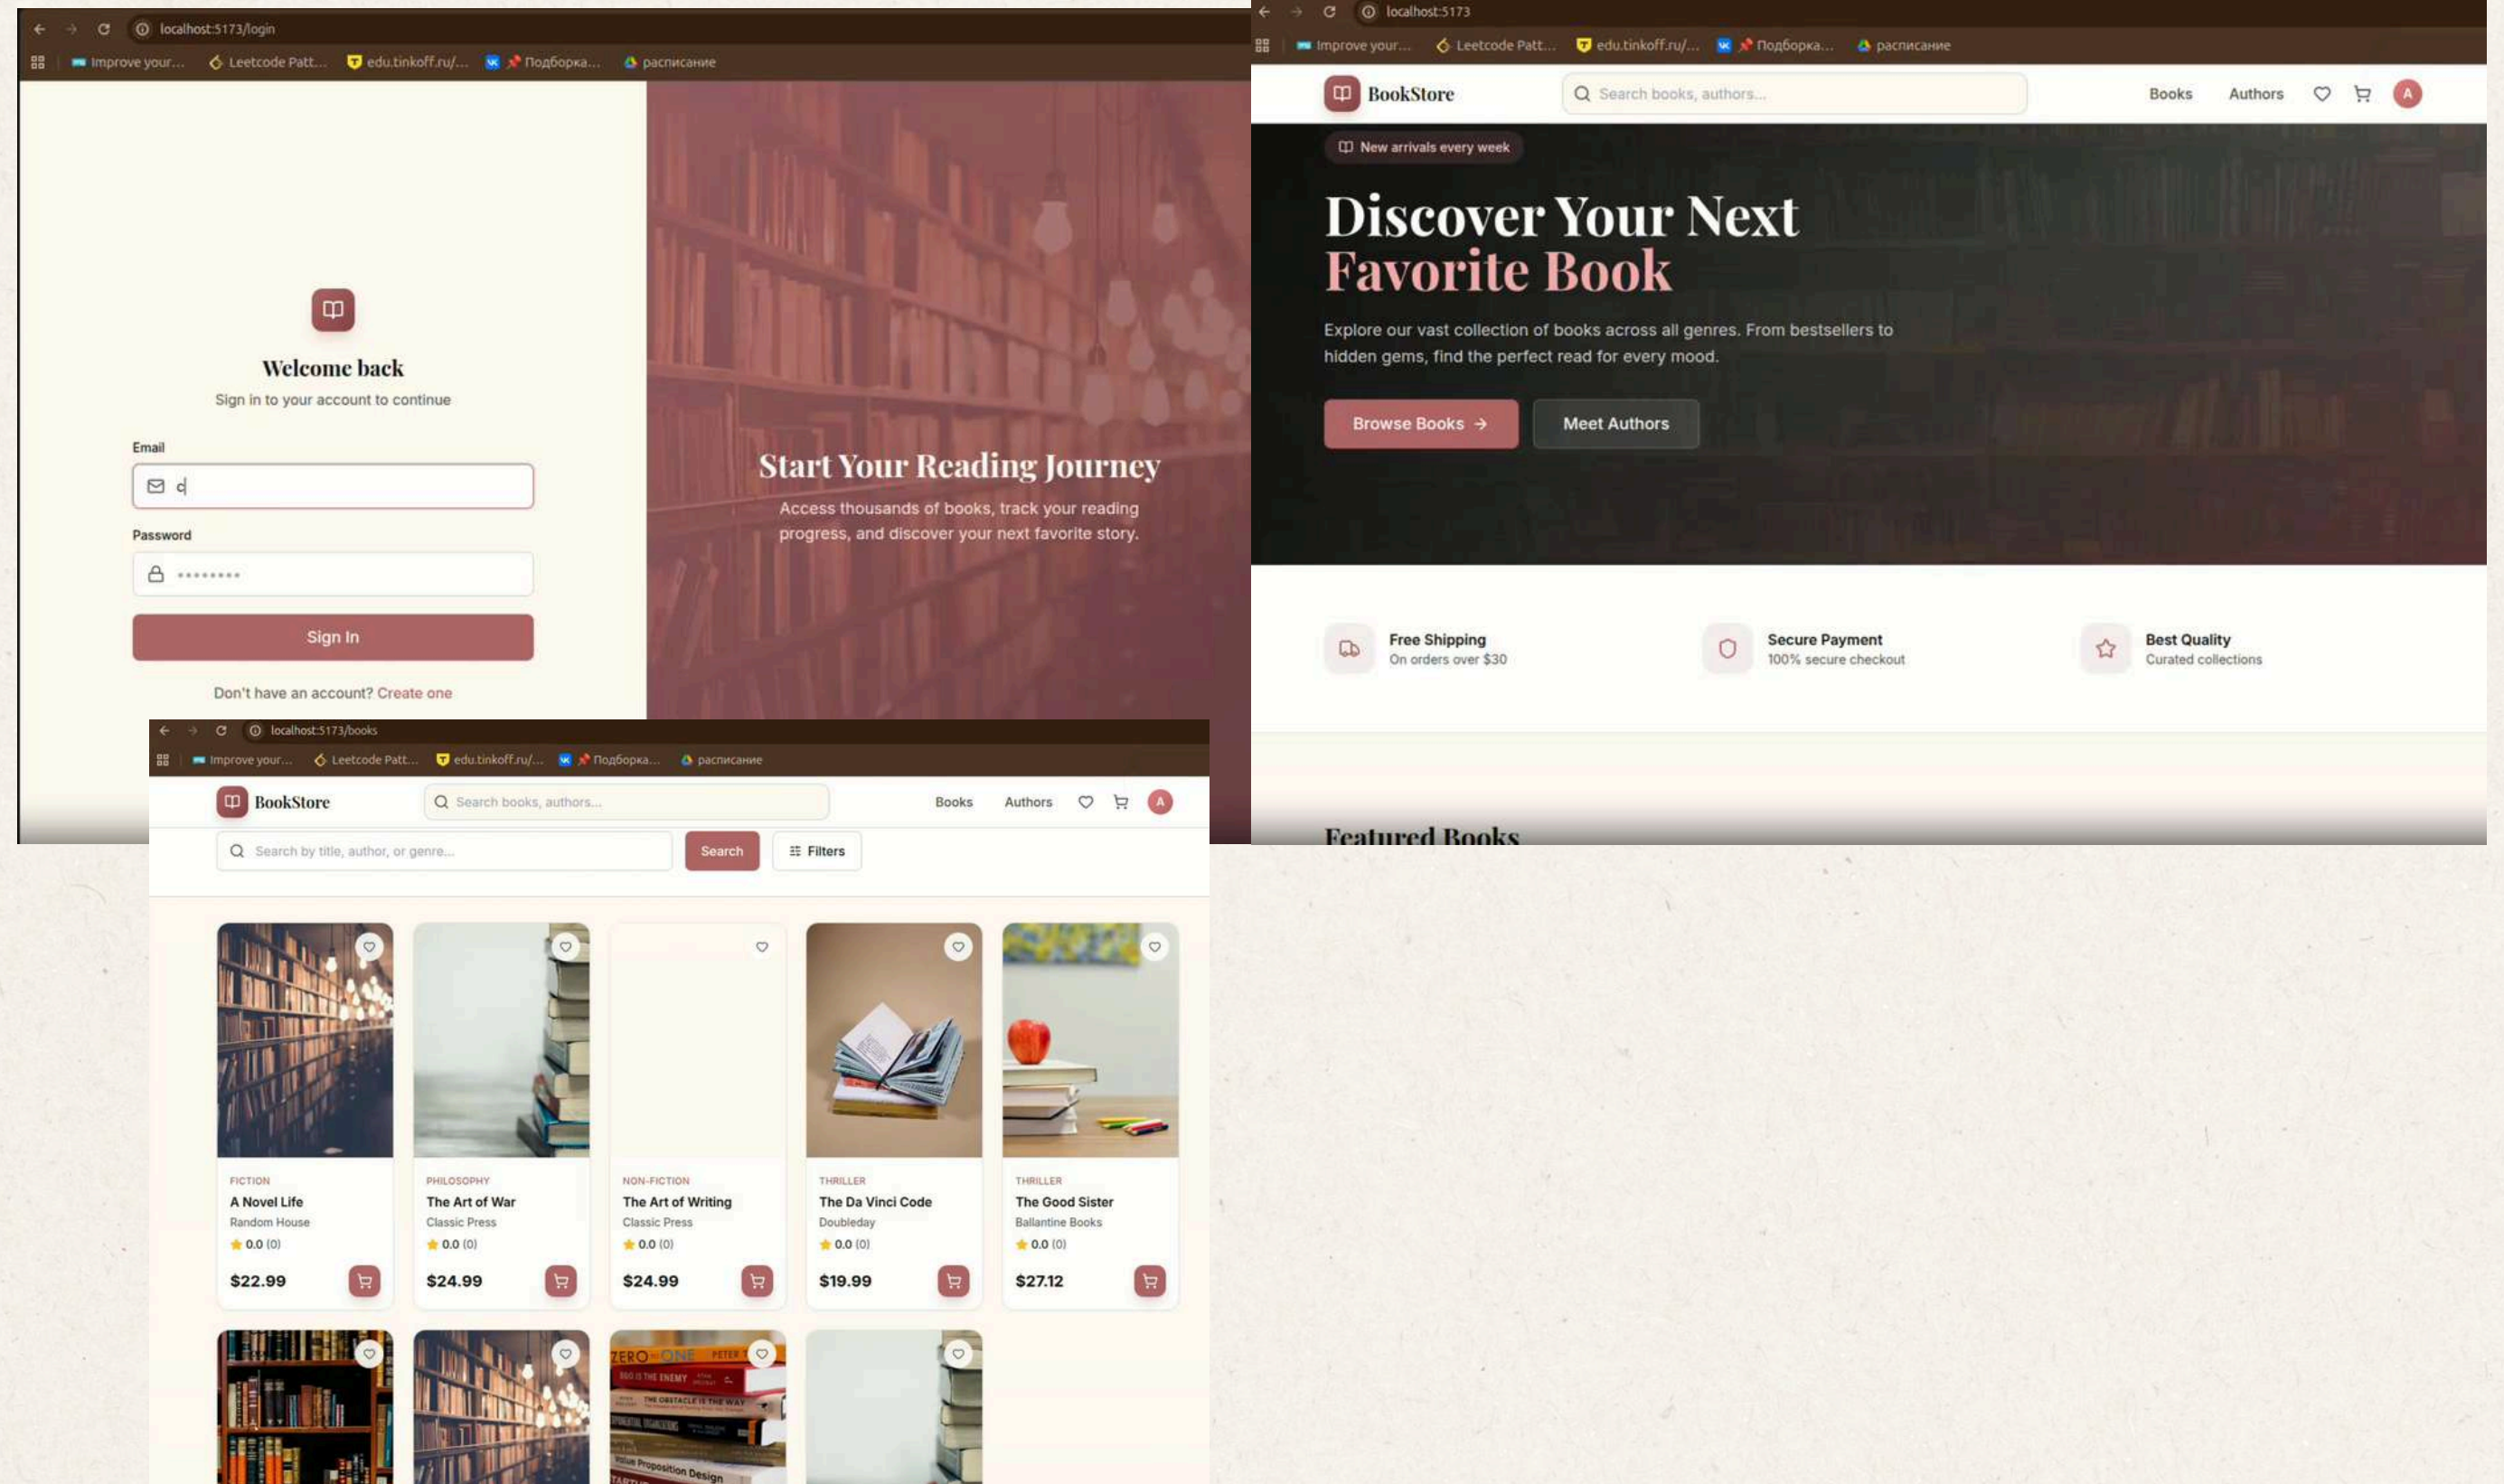 localhost:5173/login
Improve your... Leetcode Patt... edu.tinkoff.ru/... Подборка... расписание
Welcome back
Sign in to your account to continue
Email
c
Password
Sign In
Don't have an account? Create one
Start Your Reading Journey
Access thousands of books, track your reading
progress, and discover your next favorite story.
localhost:5173
Improve your... Leetcode Patt... edu.tinkoff.ru/... Подборка... расписание
BookStore Search books, authors... Books Authors A
New arrivals every week
Discover Your Next
Favorite Book
Explore our vast collection of books across all genres. From bestsellers to
hidden gems, find the perfect read for every mood.
Browse Books → Meet Authors
Free Shipping
On orders over $30
Secure Payment
100% secure checkout
Best Quality
Curated collections
Featured Books
localhost:5173/books
Improve your... Leetcode Patt... edu.tinkoff.ru/... Подборка... расписание
BookStore Search books, authors... Books Authors A
Search by title, author, or genre... Search Filters
FICTION
A Novel Life
Random House
0.0 (0)
$22.99
PHILOSOPHY
The Art of War
Classic Press
0.0 (0)
$24.99
NON-FICTION
The Art of Writing
Classic Press
0.0 (0)
$24.99
THRILLER
The Da Vinci Code
Doubleday
0.0 (0)
$19.99
THRILLER
The Good Sister
Ballantine Books
0.0 (0)
$27.12
ZERO TO ONE PETER
EGO IS THE ENEMY
THE OBSTACLE IS THE WAY
EXPONENTIAL ORGANIZATIONS
Value Proposition Design